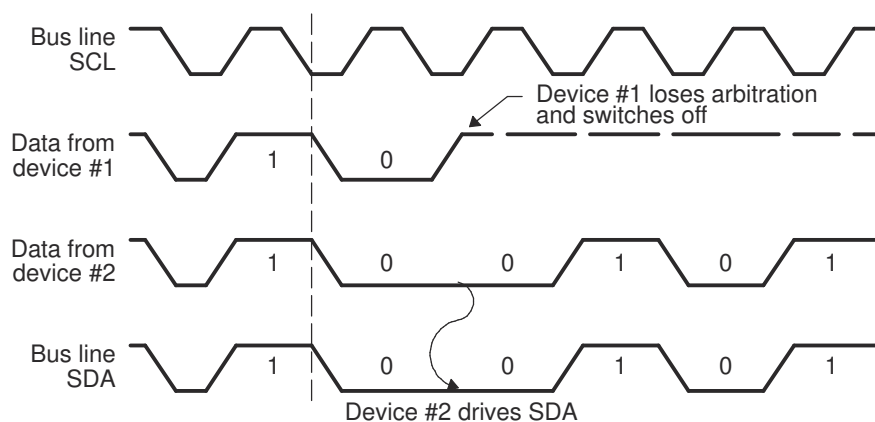 Bus line
SCL
Device #1 loses arbitration
and switches off
Data from
device #1
1 0
Data from
device #2
1 0 0 1 0 1
Bus line
SDA
1 0 0 1 0 1
Device #2 drives SDA